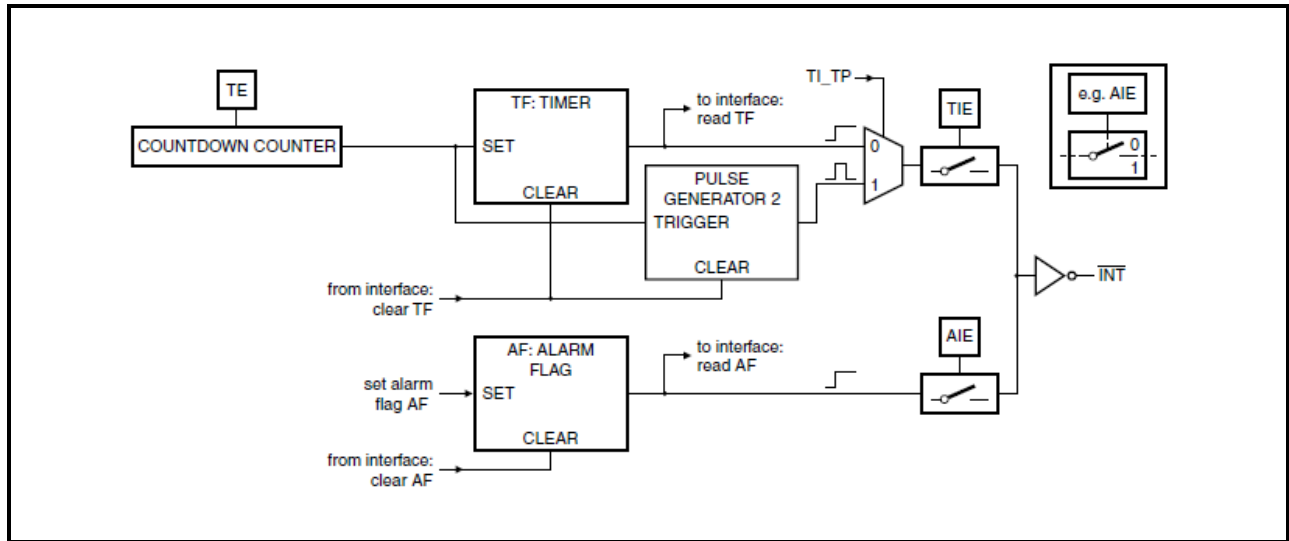 TE
COUNTDOWN COUNTER
TF: TIMER
SET
CLEAR
to interface:
read TF
PULSE
GENERATOR 2
TRIGGER
CLEAR
from interface:
clear TF
TI_TP
0
1
TIE
e.g. AIE
0
1
INT
AF: ALARM
FLAG
SET
CLEAR
set alarm
flag AF
from interface:
clear AF
to interface:
read AF
AIE